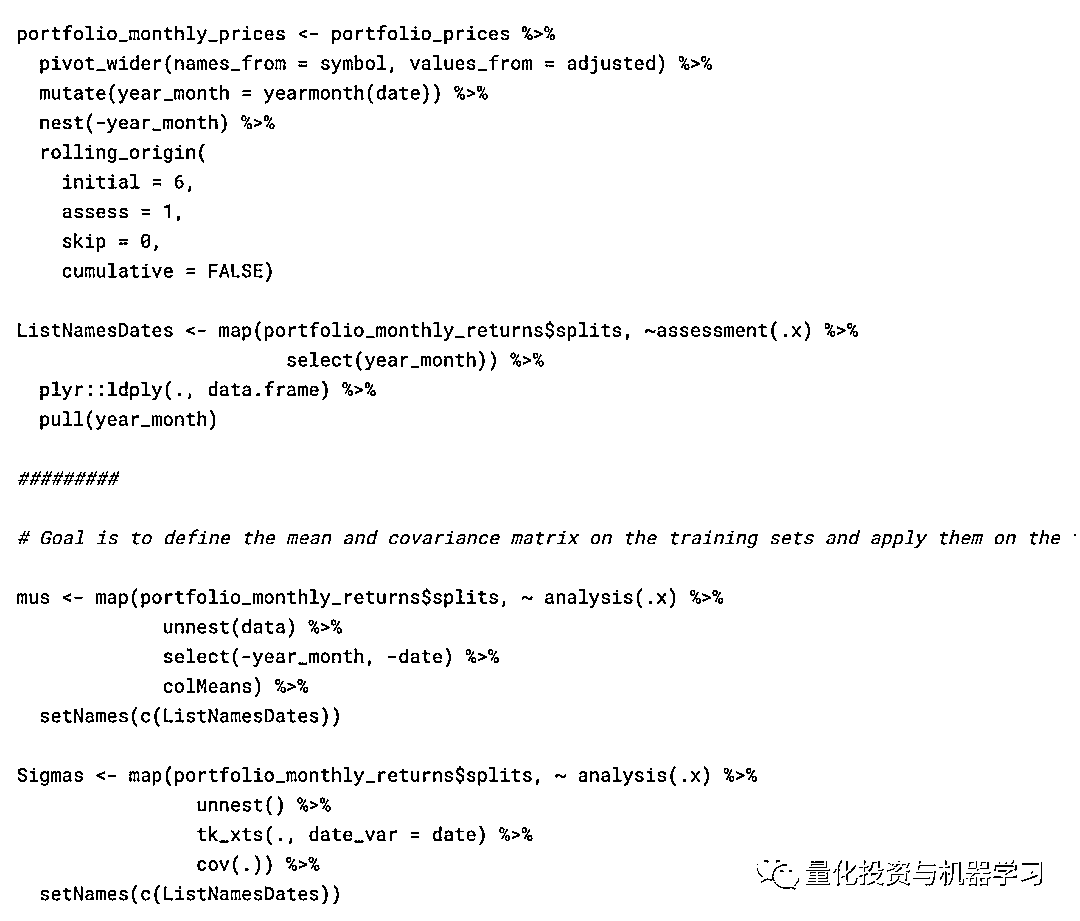 portfolio_monthly_prices <- portfolio_prices %>%
  pivot_wider(names_from = symbol, values_from = adjusted) %>%
  mutate(year_month = yearmonth(date)) %>%
  nest(-year_month) %>%
  rolling_origin(
    initial = 6,
    assess = 1,
    skip = 0,
    cumulative = FALSE)
ListNamesDates <- map(portfolio_monthly_returns$splits, ~assessment(.x) %>%
                        select(year_month)) %>%
  plyr::ldply(., data.frame) %>%
  pull(year_month)
#########
# Goal is to define the mean and covariance matrix on the training sets and apply them on the
mus <- map(portfolio_monthly_returns$splits, ~ analysis(.x) %>%
             unnest(data) %>%
             select(-year_month, -date) %>%
             colMeans) %>%
  setNames(c(ListNamesDates))
Sigmas <- map(portfolio_monthly_returns$splits, ~ analysis(.x) %>%
                unnest() %>%
                tk_xts(., date_var = date) %>%
                cov(.)) %>%
  setNames(c(ListNamesDates))
量化投资与机器学习